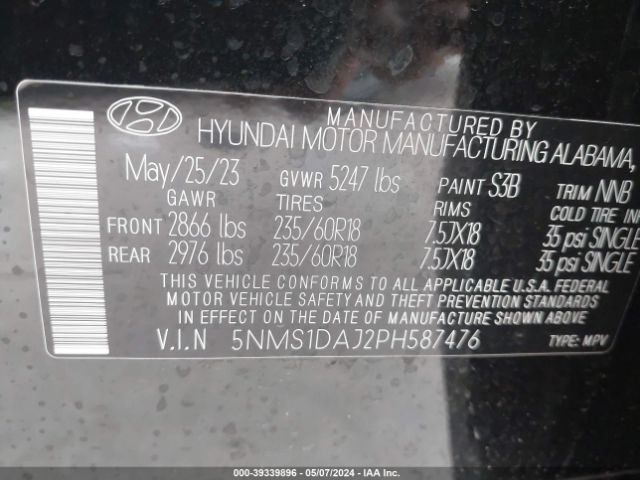 MANUFACTURED BY
HYUNDAI MOTOR MANUFACTURING ALABAMA,
May/25/23 GVWR 5247 lbs PAINT S3B TRIM NNB
GAWR TIRES RIMS COLD TIRE IN
FRONT 2866 lbs 235/60R18 7.5JX18 35 psi SINGLE
REAR 2976 lbs 235/60R18 7.5JX18 35 psi SINGLE
THIS VEHICLE CONFORMS TO ALL APPLICABLE U.S.A. FEDERAL
MOTOR VEHICLE SAFETY AND THEFT PREVENTION STANDARDS
IN EFFECT ON THE DATE OF MANUFACTURE SHOWN ABOVE.
V.I.N 5NMS1DAJ2PH587476 TYPE: MPV
000-39339896 - 05/07/2024 - IAA Inc.